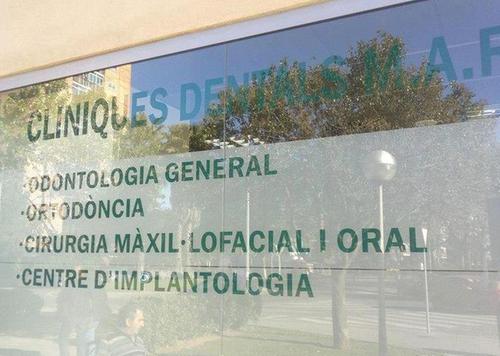 CLINIQUES DENTALS M.A.
·ODONTOLOGIA GENERAL
·ORTODÒNCIA
·CIRURGIA MÀXIL·LOFACIAL I ORAL
·CENTRE D'IMPLANTOLOGIA